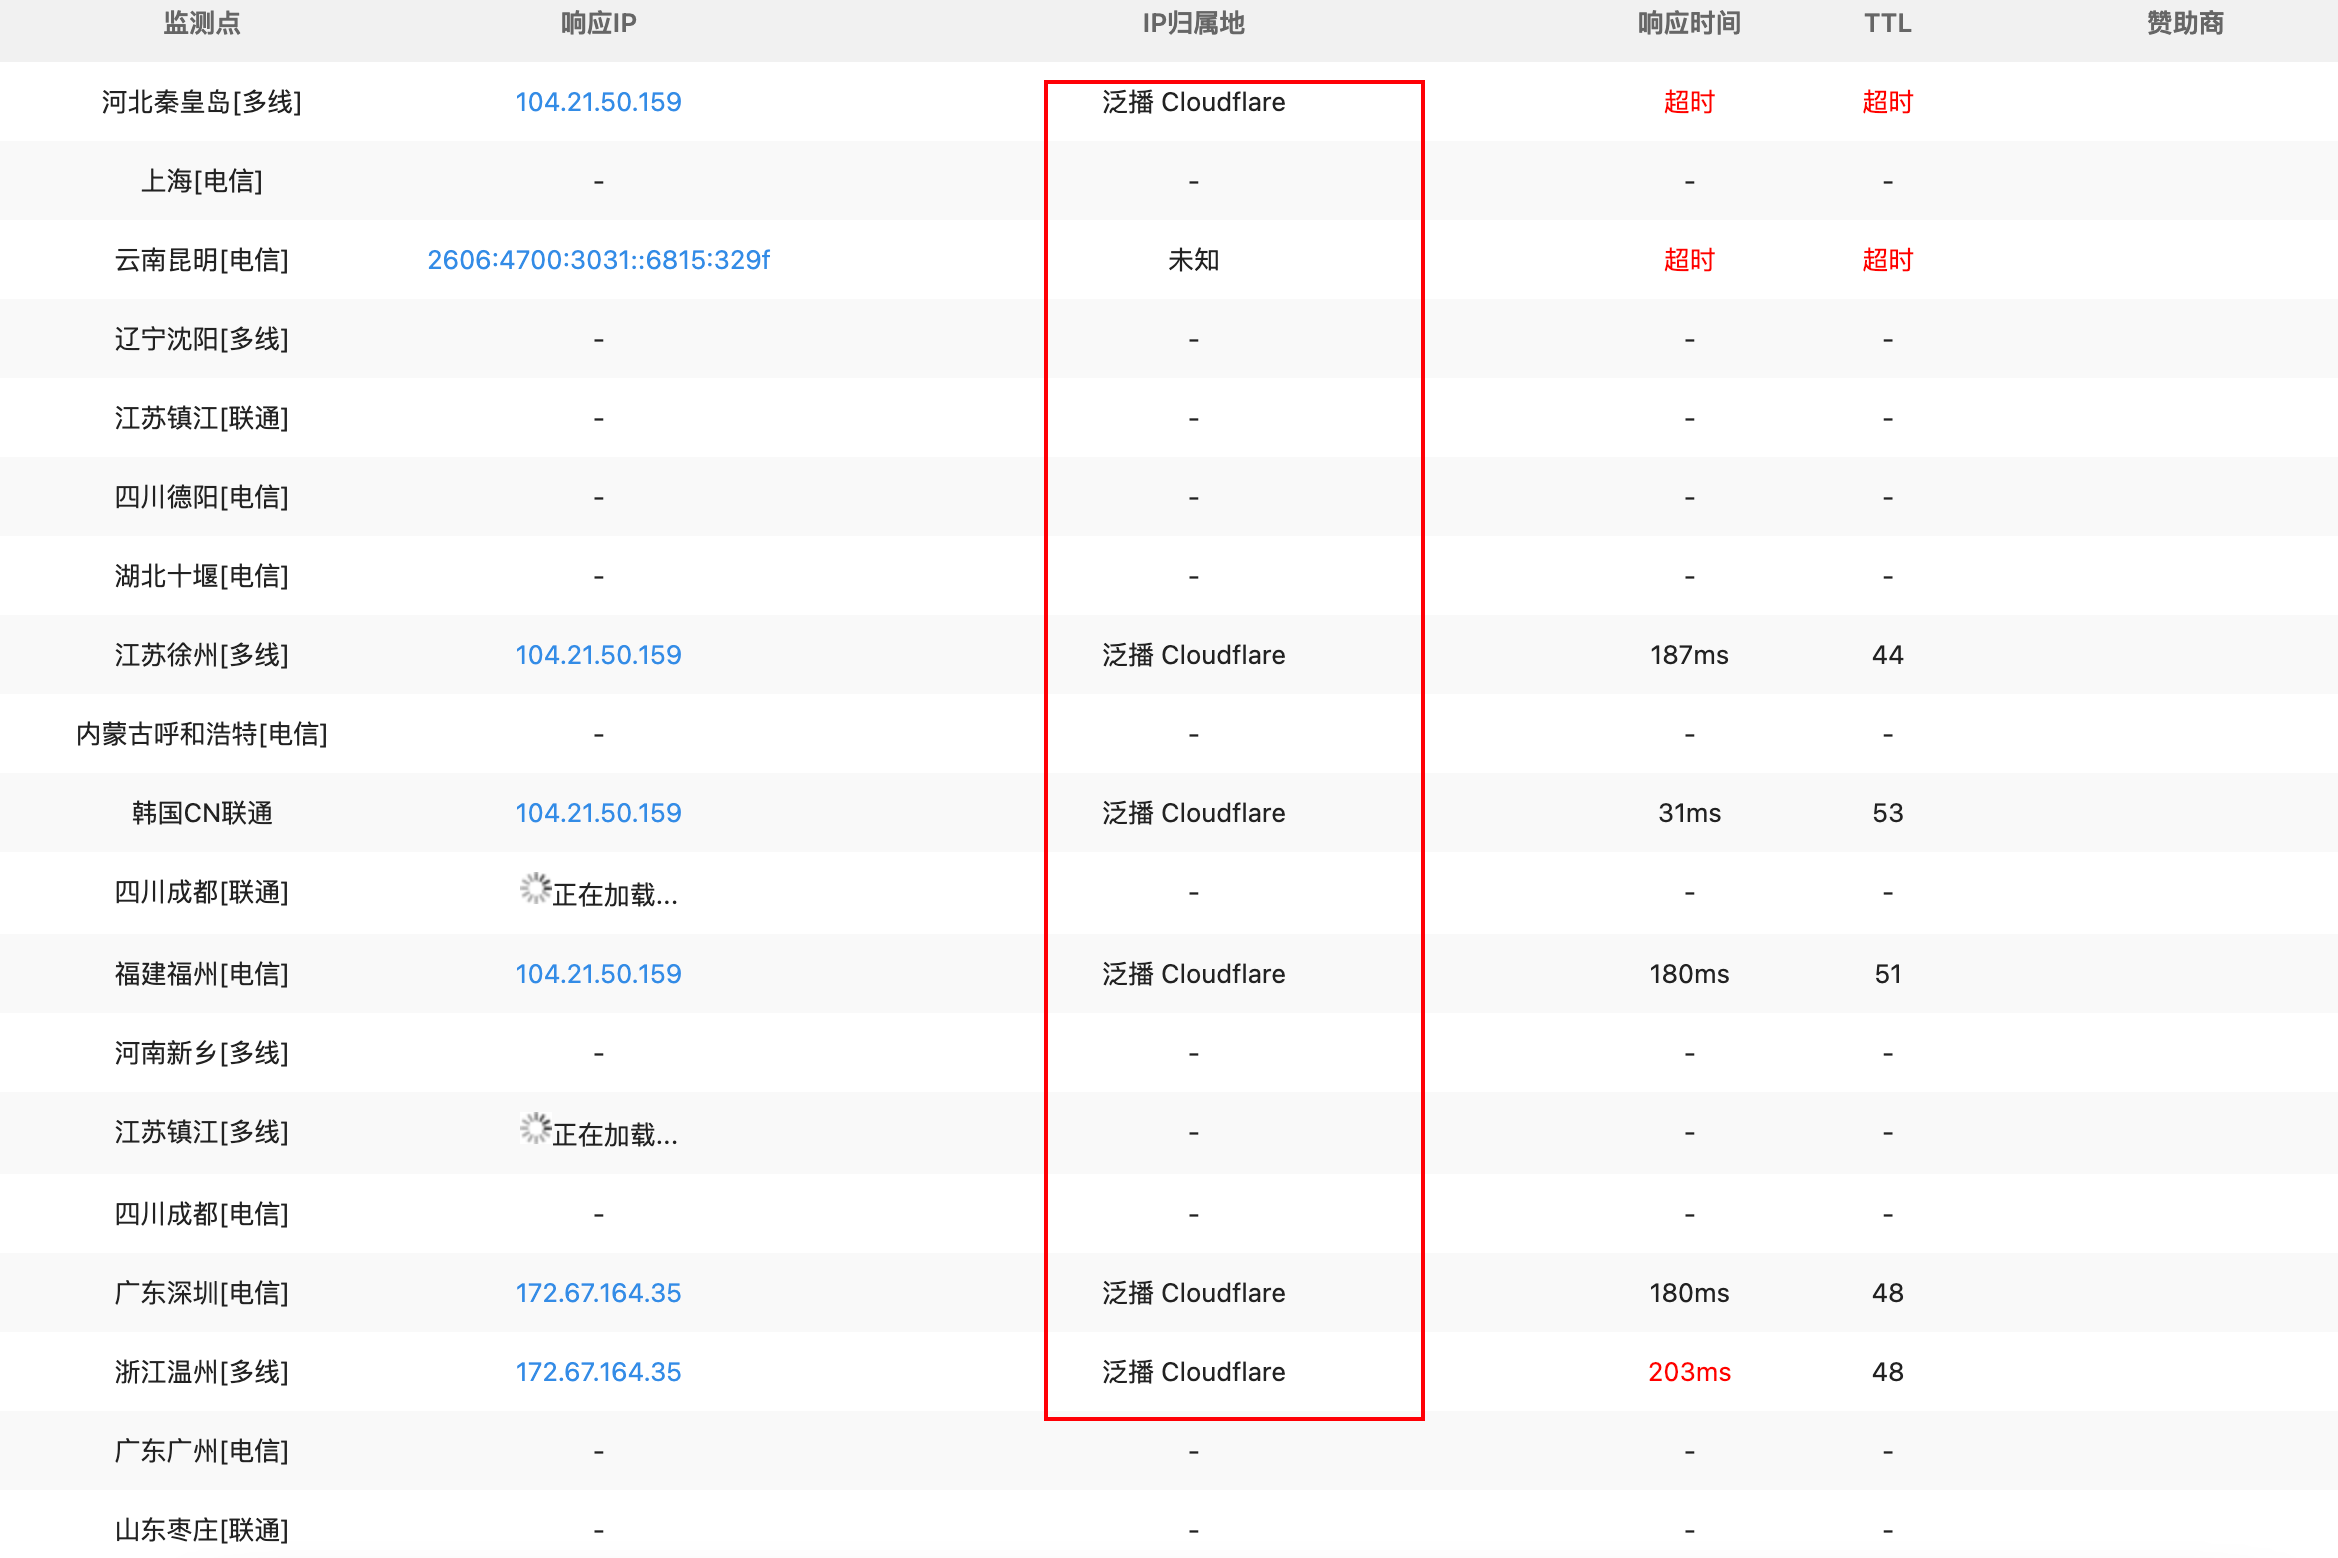 监测点 响应IP IP归属地 响应时间 TTL 赞助商
河北秦皇岛[多线] 104.21.50.159 泛播 Cloudflare 超时 超时
上海[电信] - - - -
云南昆明[电信] 2606:4700:3031::6815:329f 未知 超时 超时
辽宁沈阳[多线] - - - -
江苏镇江[联通] - - - -
四川德阳[电信] - - - -
湖北十堰[电信] - - - -
江苏徐州[多线] 104.21.50.159 泛播 Cloudflare 187ms 44
内蒙古呼和浩特[电信] - - - -
韩国CN联通 104.21.50.159 泛播 Cloudflare 31ms 53
四川成都[联通] 正在加载... - - -
福建福州[电信] 104.21.50.159 泛播 Cloudflare 180ms 51
河南新乡[多线] - - - -
江苏镇江[多线] 正在加载... - - -
四川成都[电信] - - - -
广东深圳[电信] 172.67.164.35 泛播 Cloudflare 180ms 48
浙江温州[多线] 172.67.164.35 泛播 Cloudflare 203ms 48
广东广州[电信] - - - -
山东枣庄[联通] - - - -